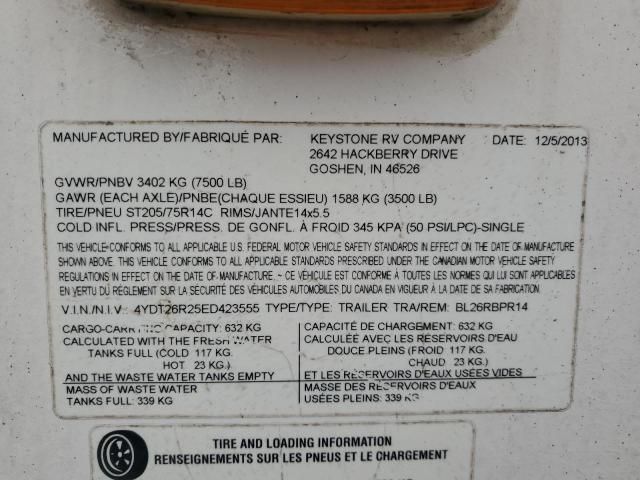 MANUFACTURED BY/FABRIQUÉ PAR: KEYSTONE RV COMPANY DATE: 12/5/2013
2642 HACKBERRY DRIVE
GOSHEN, IN 46526
GVWR/PNBV 3402 KG (7500 LB)
GAWR (EACH AXLE)/PNBE(CHAQUE ESSIEU) 1588 KG (3500 LB)
TIRE/PNEU ST205/75R14C RIMS/JANTE14x5.5
COLD INFL. PRESS/PRESS. DE GONFL. À FROID 345 KPA (50 PSI/LPC)-SINGLE
THIS VEHICLE CONFORMS TO ALL APPLICABLE U.S. FEDERAL MOTOR VEHICLE SAFETY STANDARDS IN EFFECT ON THE DATE OF MANUFACTURE
SHOWN ABOVE. THIS VEHICLE CONFORMS TO ALL APPLICABLE STANDARDS PRESCRIBED UNDER THE CANADIAN MOTOR VEHICLE SAFETY
REGULATIONS IN EFFECT ON THE DATE OF MANUFACTURE. ~ CE VÉHICULE EST CONFORME À TOUTES LES NORMES QUI LUI SONT APPLICABLES
EN VERTU DU RÉGLEMENT SUR LA SÉCURITÉ DES VÉHICULES AUTOMOBILES DU CANADA EN VIGUEUR À LA DATE DE SA FABRICATION.
V.I.N./N.I.V.: 4YDT26R25ED423555 TYPE/TYPE: TRAILER TRA/REM: BL26RBPR14
CARGO-CARRYING CAPACITY: 632 KG
CALCULATED WITH THE FRESH WATER
TANKS FULL (COLD 117 KG.
HOT 23 KG.)
AND THE WASTE WATER TANKS EMPTY
MASS OF WASTE WATER
TANKS FULL: 339 KG
CAPACITÉ DE CHARGEMENT: 632 KG
CALCULÉE AVEC LES RÉSERVOIRS D'EAU
DOUCE PLEINS (FROID 117 KG.
CHAUD 23 KG.)
ET LES RÉSERVOIRS D'EAUX USÉES VIDES
MASSE DES RÉSERVOIRS D'EAUX
USÉES PLEINS: 339 KG
TIRE AND LOADING INFORMATION
RENSEIGNEMENTS SUR LES PNEUS ET LE CHARGEMENT